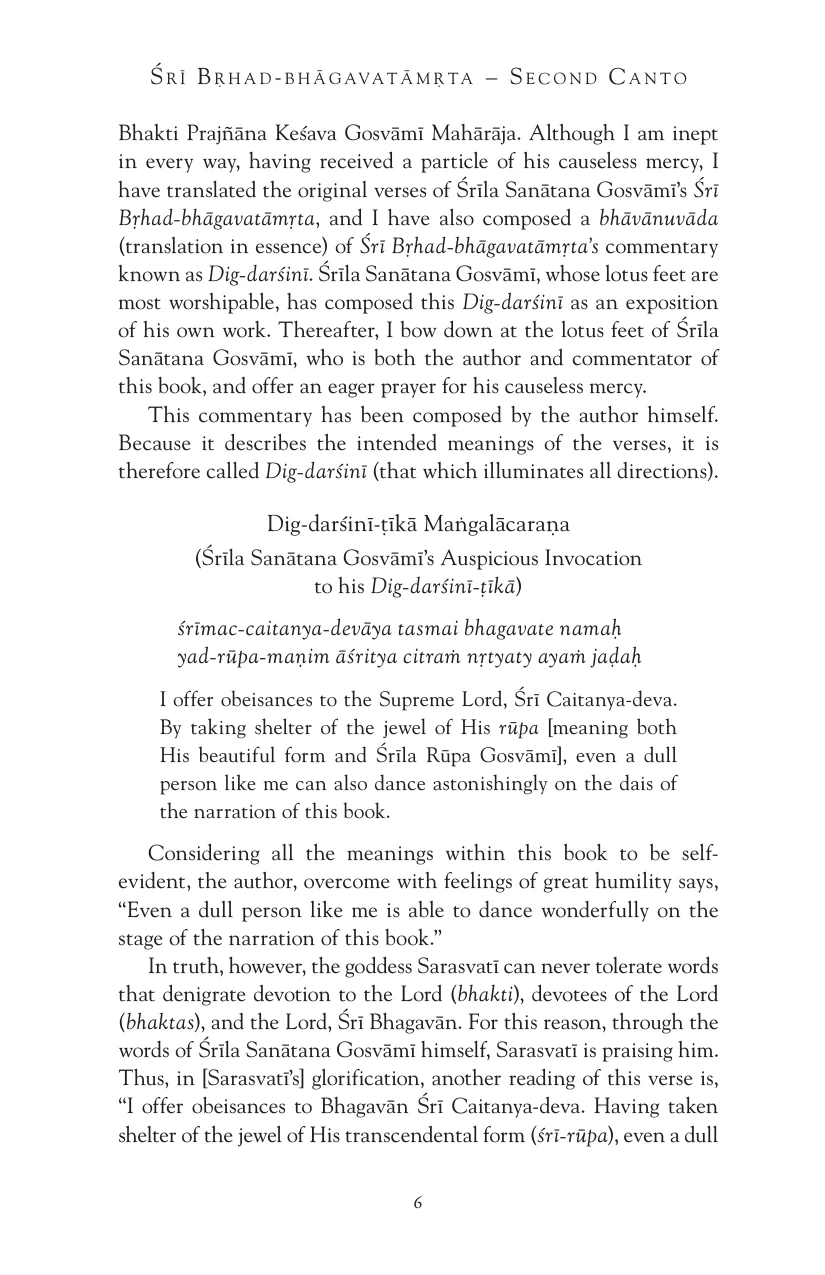 Śrī Bṛhad-bhāgavatāmṛta – Second Canto
Bhakti Prajñāna Keśava Gosvāmī Mahārāja. Although I am inept
in every way, having received a particle of his causeless mercy, I
have translated the original verses of Śrīla Sanātana Gosvāmī’s Śrī
Bṛhad-bhāgavatāmṛta, and I have also composed a bhāvānuvāda
(translation in essence) of Śrī Bṛhad-bhāgavatāmṛta’s commentary
known as Dig-darśinī. Śrīla Sanātana Gosvāmī, whose lotus feet are
most worshipable, has composed this Dig-darśinī as an exposition
of his own work. Thereafter, I bow down at the lotus feet of Śrīla
Sanātana Gosvāmī, who is both the author and commentator of
this book, and offer an eager prayer for his causeless mercy.
This commentary has been composed by the author himself.
Because it describes the intended meanings of the verses, it is
therefore called Dig-darśinī (that which illuminates all directions).
Dig-darśinī-ṭīkā Maṅgalācaraṇa
(Śrīla Sanātana Gosvāmī’s Auspicious Invocation
to his Dig-darśinī-ṭīkā)
śrīmac-caitanya-devāya tasmai bhagavate namaḥ
yad-rūpa-maṇim āśritya citraṁ nṛtyaty ayaṁ jaḍaḥ
I offer obeisances to the Supreme Lord, Śrī Caitanya-deva.
By taking shelter of the jewel of His rūpa [meaning both
His beautiful form and Śrīla Rūpa Gosvāmī], even a dull
person like me can also dance astonishingly on the dais of
the narration of this book.
Considering all the meanings within this book to be self-
evident, the author, overcome with feelings of great humility says,
“Even a dull person like me is able to dance wonderfully on the
stage of the narration of this book.”
In truth, however, the goddess Sarasvatī can never tolerate words
that denigrate devotion to the Lord (bhakti), devotees of the Lord
(bhaktas), and the Lord, Śrī Bhagavān. For this reason, through the
words of Śrīla Sanātana Gosvāmī himself, Sarasvatī is praising him.
Thus, in [Sarasvatī’s] glorification, another reading of this verse is,
“I offer obeisances to Bhagavān Śrī Caitanya-deva. Having taken
shelter of the jewel of His transcendental form (śrī-rūpa), even a dull
6